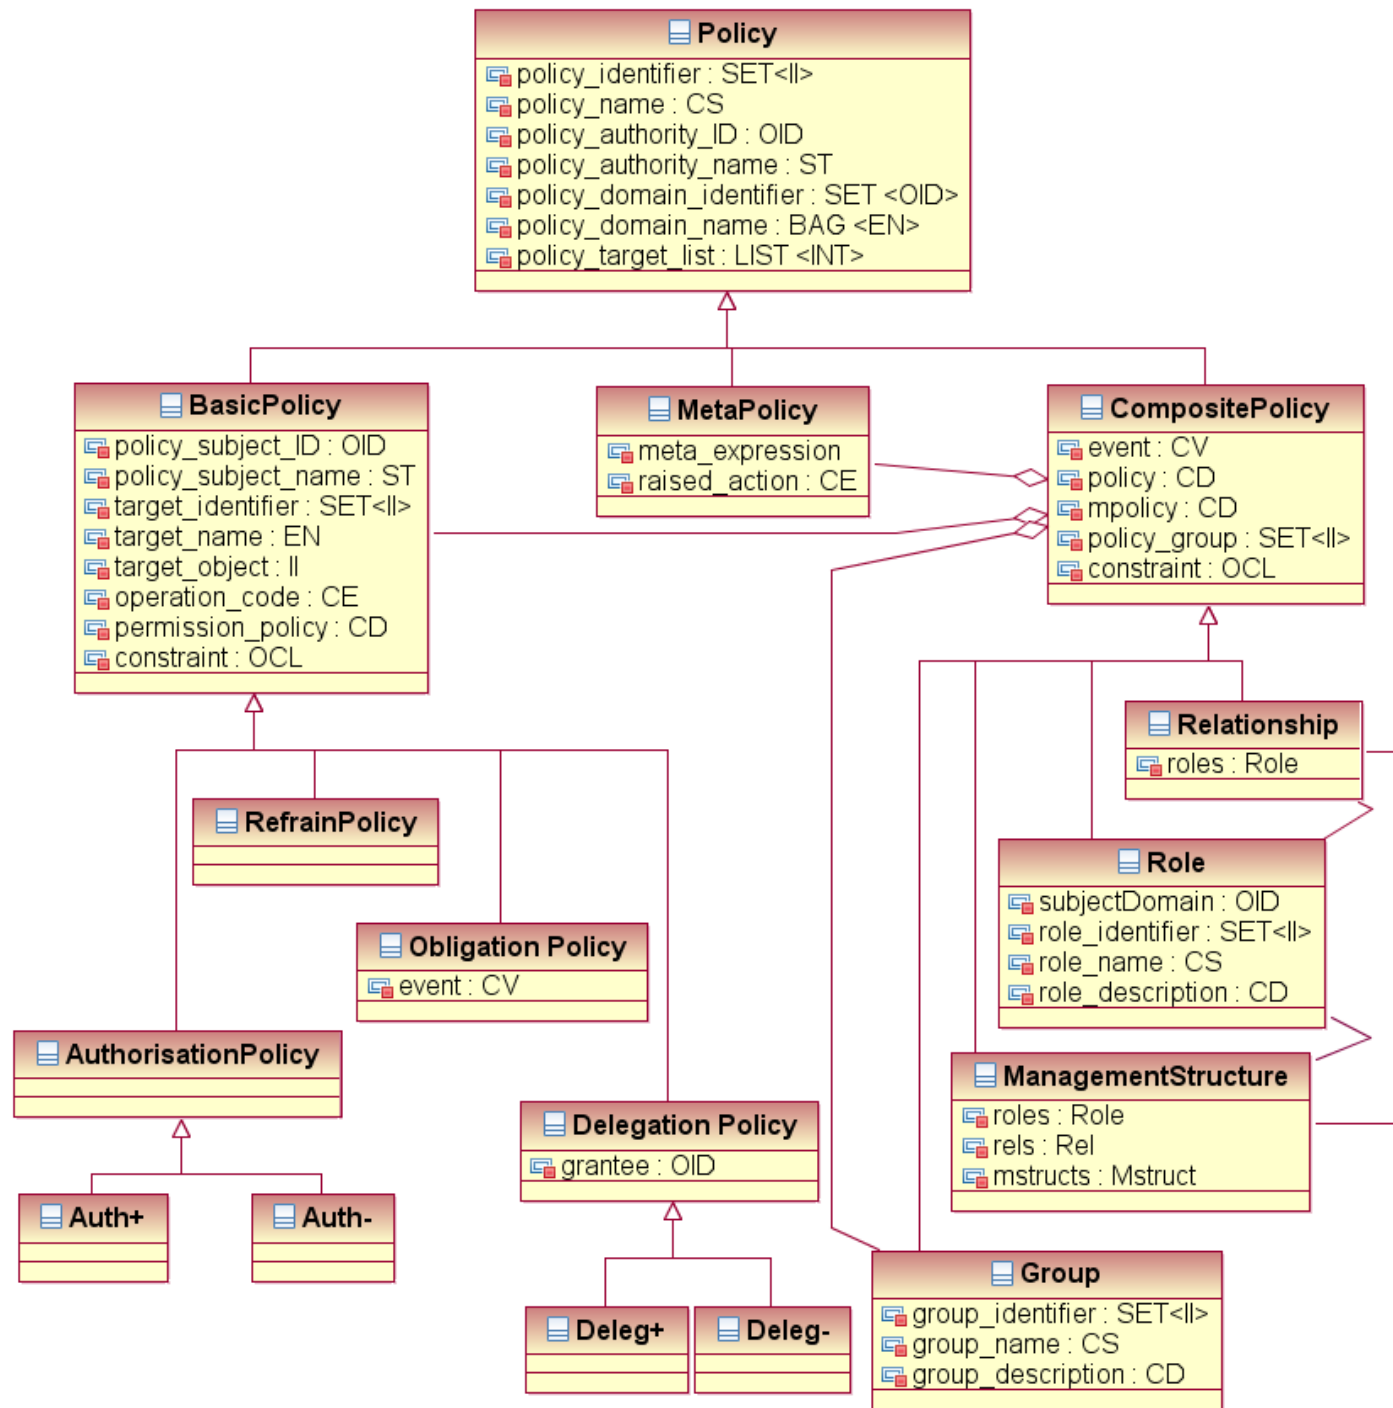 Policy
policy_identifier : SET<II>
policy_name : CS
policy_authority_ID : OID
policy_authority_name : ST
policy_domain_identifier : SET <OID>
policy_domain_name : BAG <EN>
policy_target_list : LIST <INT>
BasicPolicy
policy_subject_ID : OID
policy_subject_name : ST
target_identifier : SET<II>
target_name : EN
target_object : II
operation_code : CE
permission_policy : CD
constraint : OCL
MetaPolicy
meta_expression
raised_action : CE
CompositePolicy
event : CV
policy : CD
mpolicy : CD
policy_group : SET<II>
constraint : OCL
Relationship
roles : Role
RefrainPolicy
Role
subjectDomain : OID
role_identifier : SET<II>
role_name : CS
role_description : CD
Obligation Policy
event : CV
AuthorisationPolicy
ManagementStructure
roles : Role
rels : Rel
mstructs : Mstruct
Delegation Policy
grantee : OID
Auth+
Auth-
Group
group_identifier : SET<II>
group_name : CS
group_description : CD
Deleg+
Deleg-